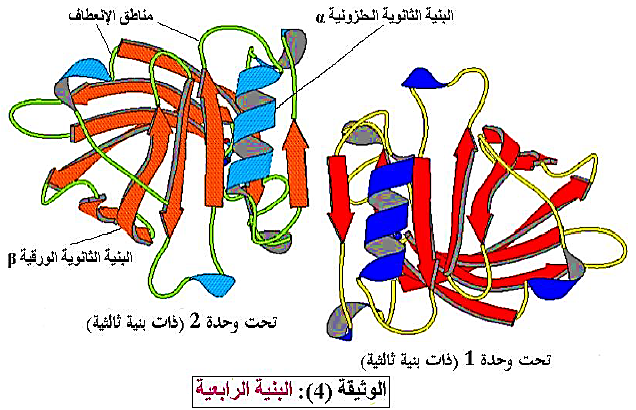 مناطق الإنعطاف
البنية الثانوية الحلزونية α
البنية الثانوية الورقية β
تحت وحدة 2 (ذات بنية ثالثية)
تحت وحدة 1 (ذات بنية ثالثية)
الوثيقة (4): البنية الرابعية